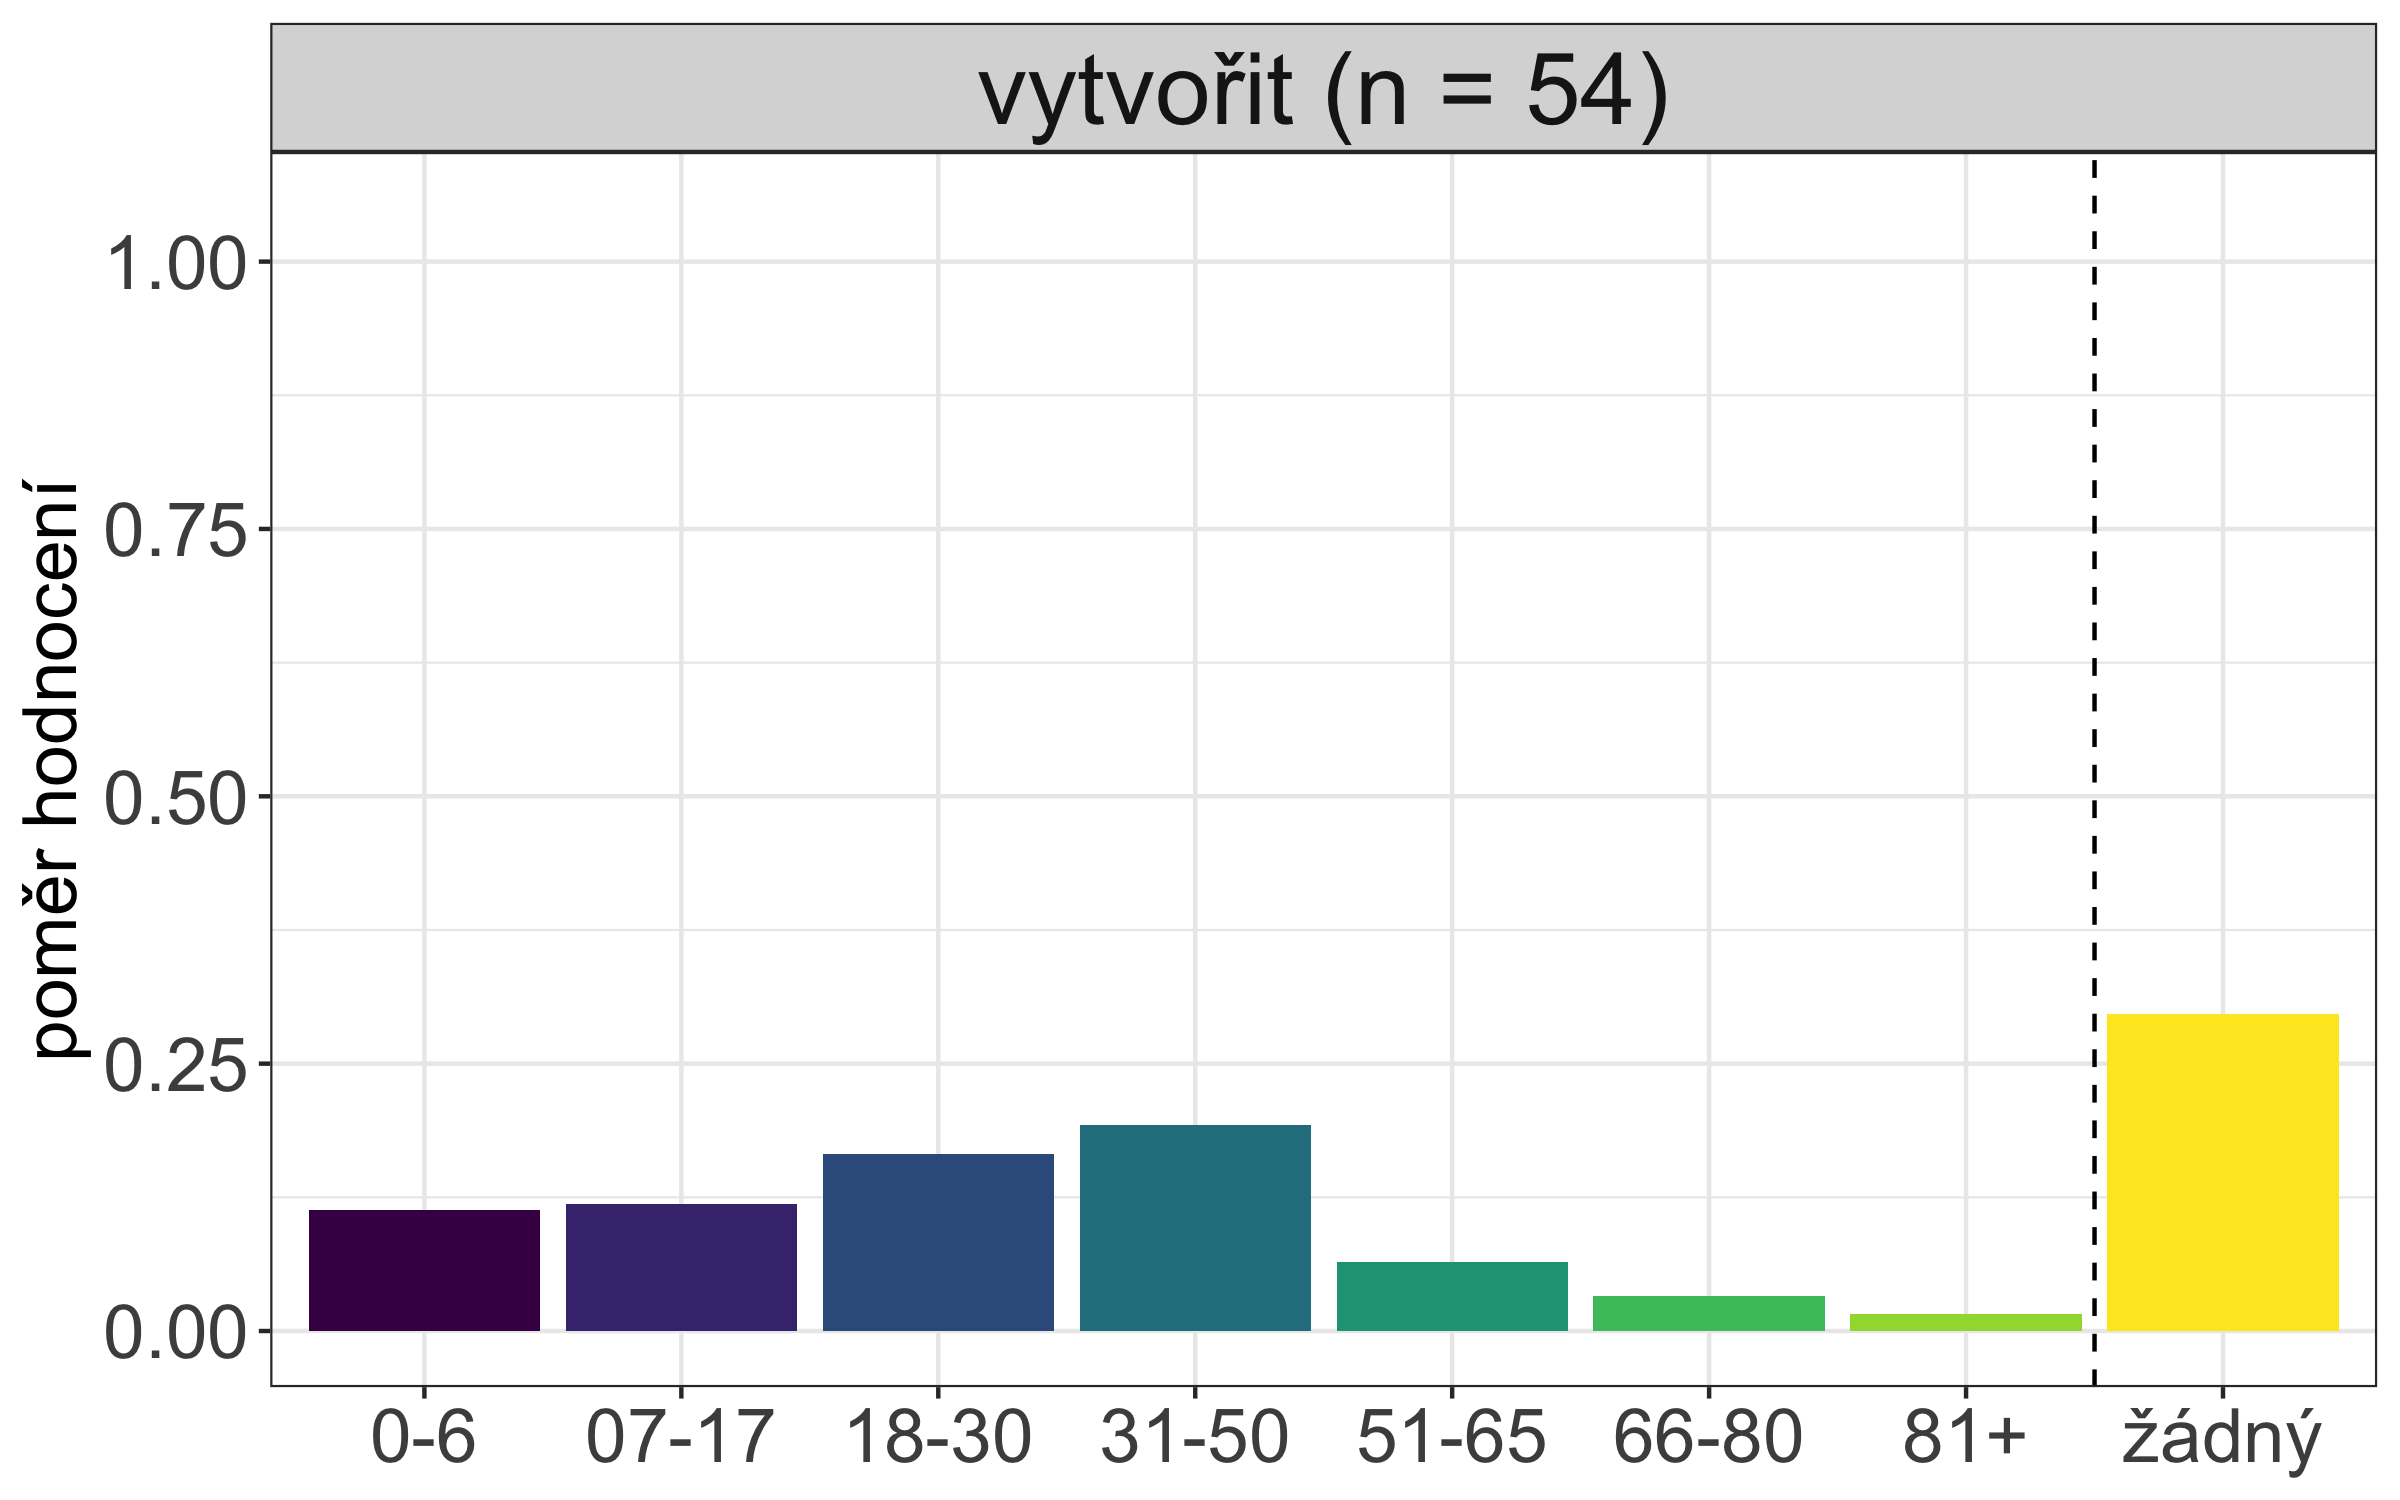 vytvořit (n = 54)
poměr hodnocení
1.00
0.75
0.50
0.25
0.00
0-6 07-17 18-30 31-50 51-65 66-80 81+ žádný